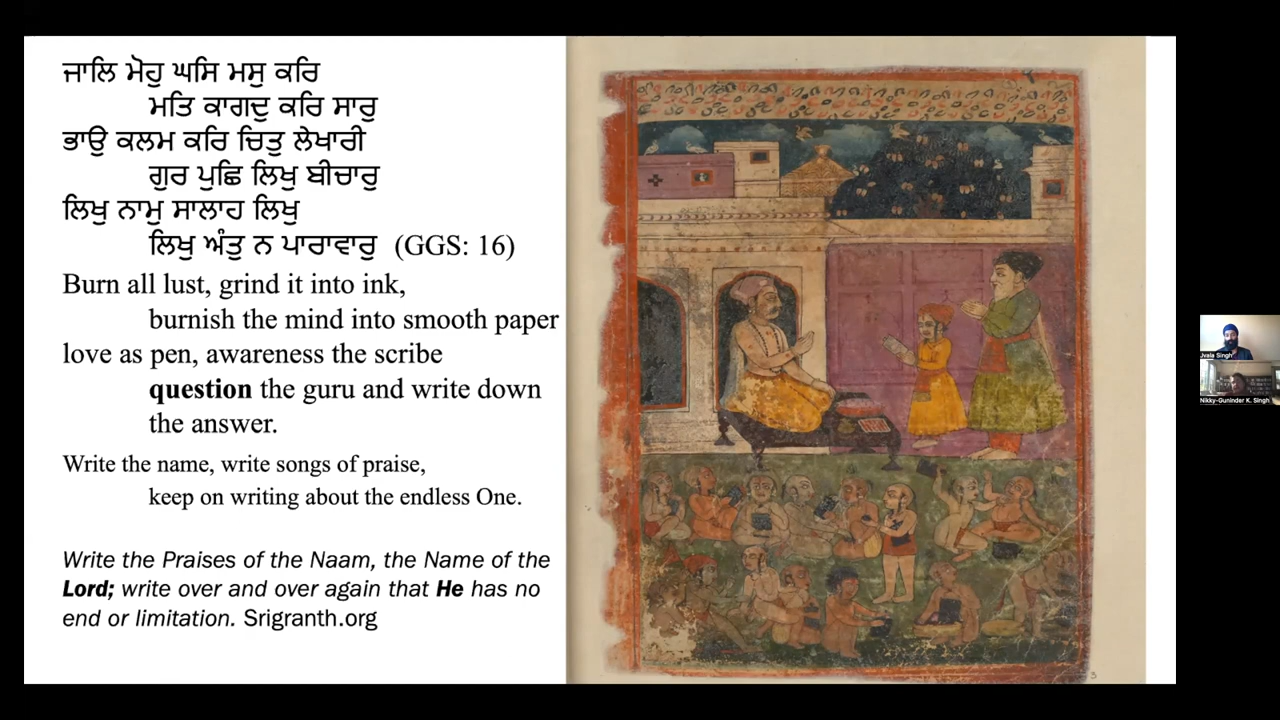 ਜਾਲਿ ਮੋਹੁ ਘਸਿ ਮਸੁ ਕਰਿ
ਮਤਿ ਕਾਗਦੁ ਕਰਿ ਸਾਰੁ
ਭਾਉ ਕਲਮ ਕਰਿ ਚਿਤੁ ਲੇਖਾਰੀ
ਗੁਰ ਪੁਛਿ ਲਿਖੁ ਬੀਚਾਰੁ
ਲਿਖੁ ਨਾਮੁ ਸਾਲਾਹ ਲਿਖੁ
ਲਿਖੁ ਅੰਤੁ ਨ ਪਾਰਾਵਾਰੁ (GGS: 16)
Burn all lust, grind it into ink,
burnish the mind into smooth paper
love as pen, awareness the scribe
question the guru and write down
the answer.
Write the name, write songs of praise,
keep on writing about the endless One.
Write the Praises of the Naam, the Name of the
Lord; write over and over again that He has no
end or limitation. Srigranth.org
Jvala Singh
Nikky-Guninder K. Singh